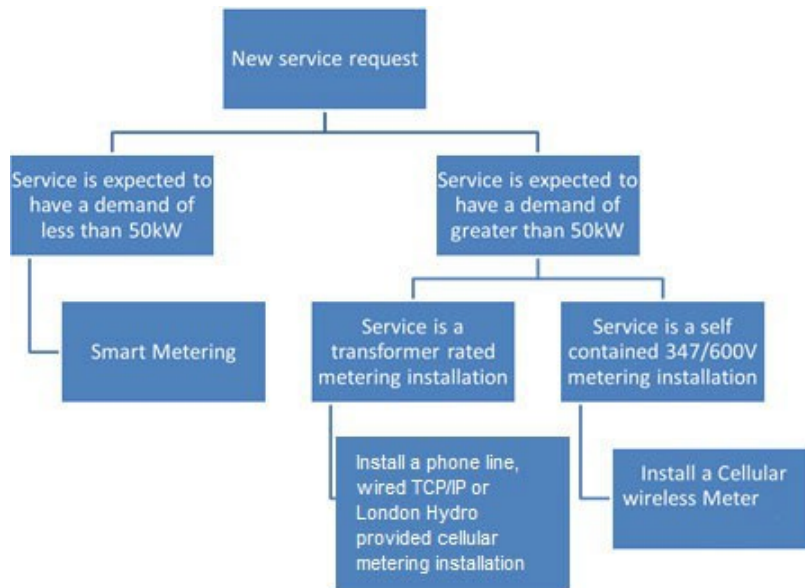 New service request
Service is expected to
have a demand of
less than 50kW
Service is expected to
have a demand of
greater than 50kW
Smart Metering
Service is a
transformer rated
metering installation
Service is a self
contained 347/600V
metering installation
Install a phone line,
wired TCP/IP or
London Hydro
provided cellular
metering installation
Install a Cellular
wireless Meter